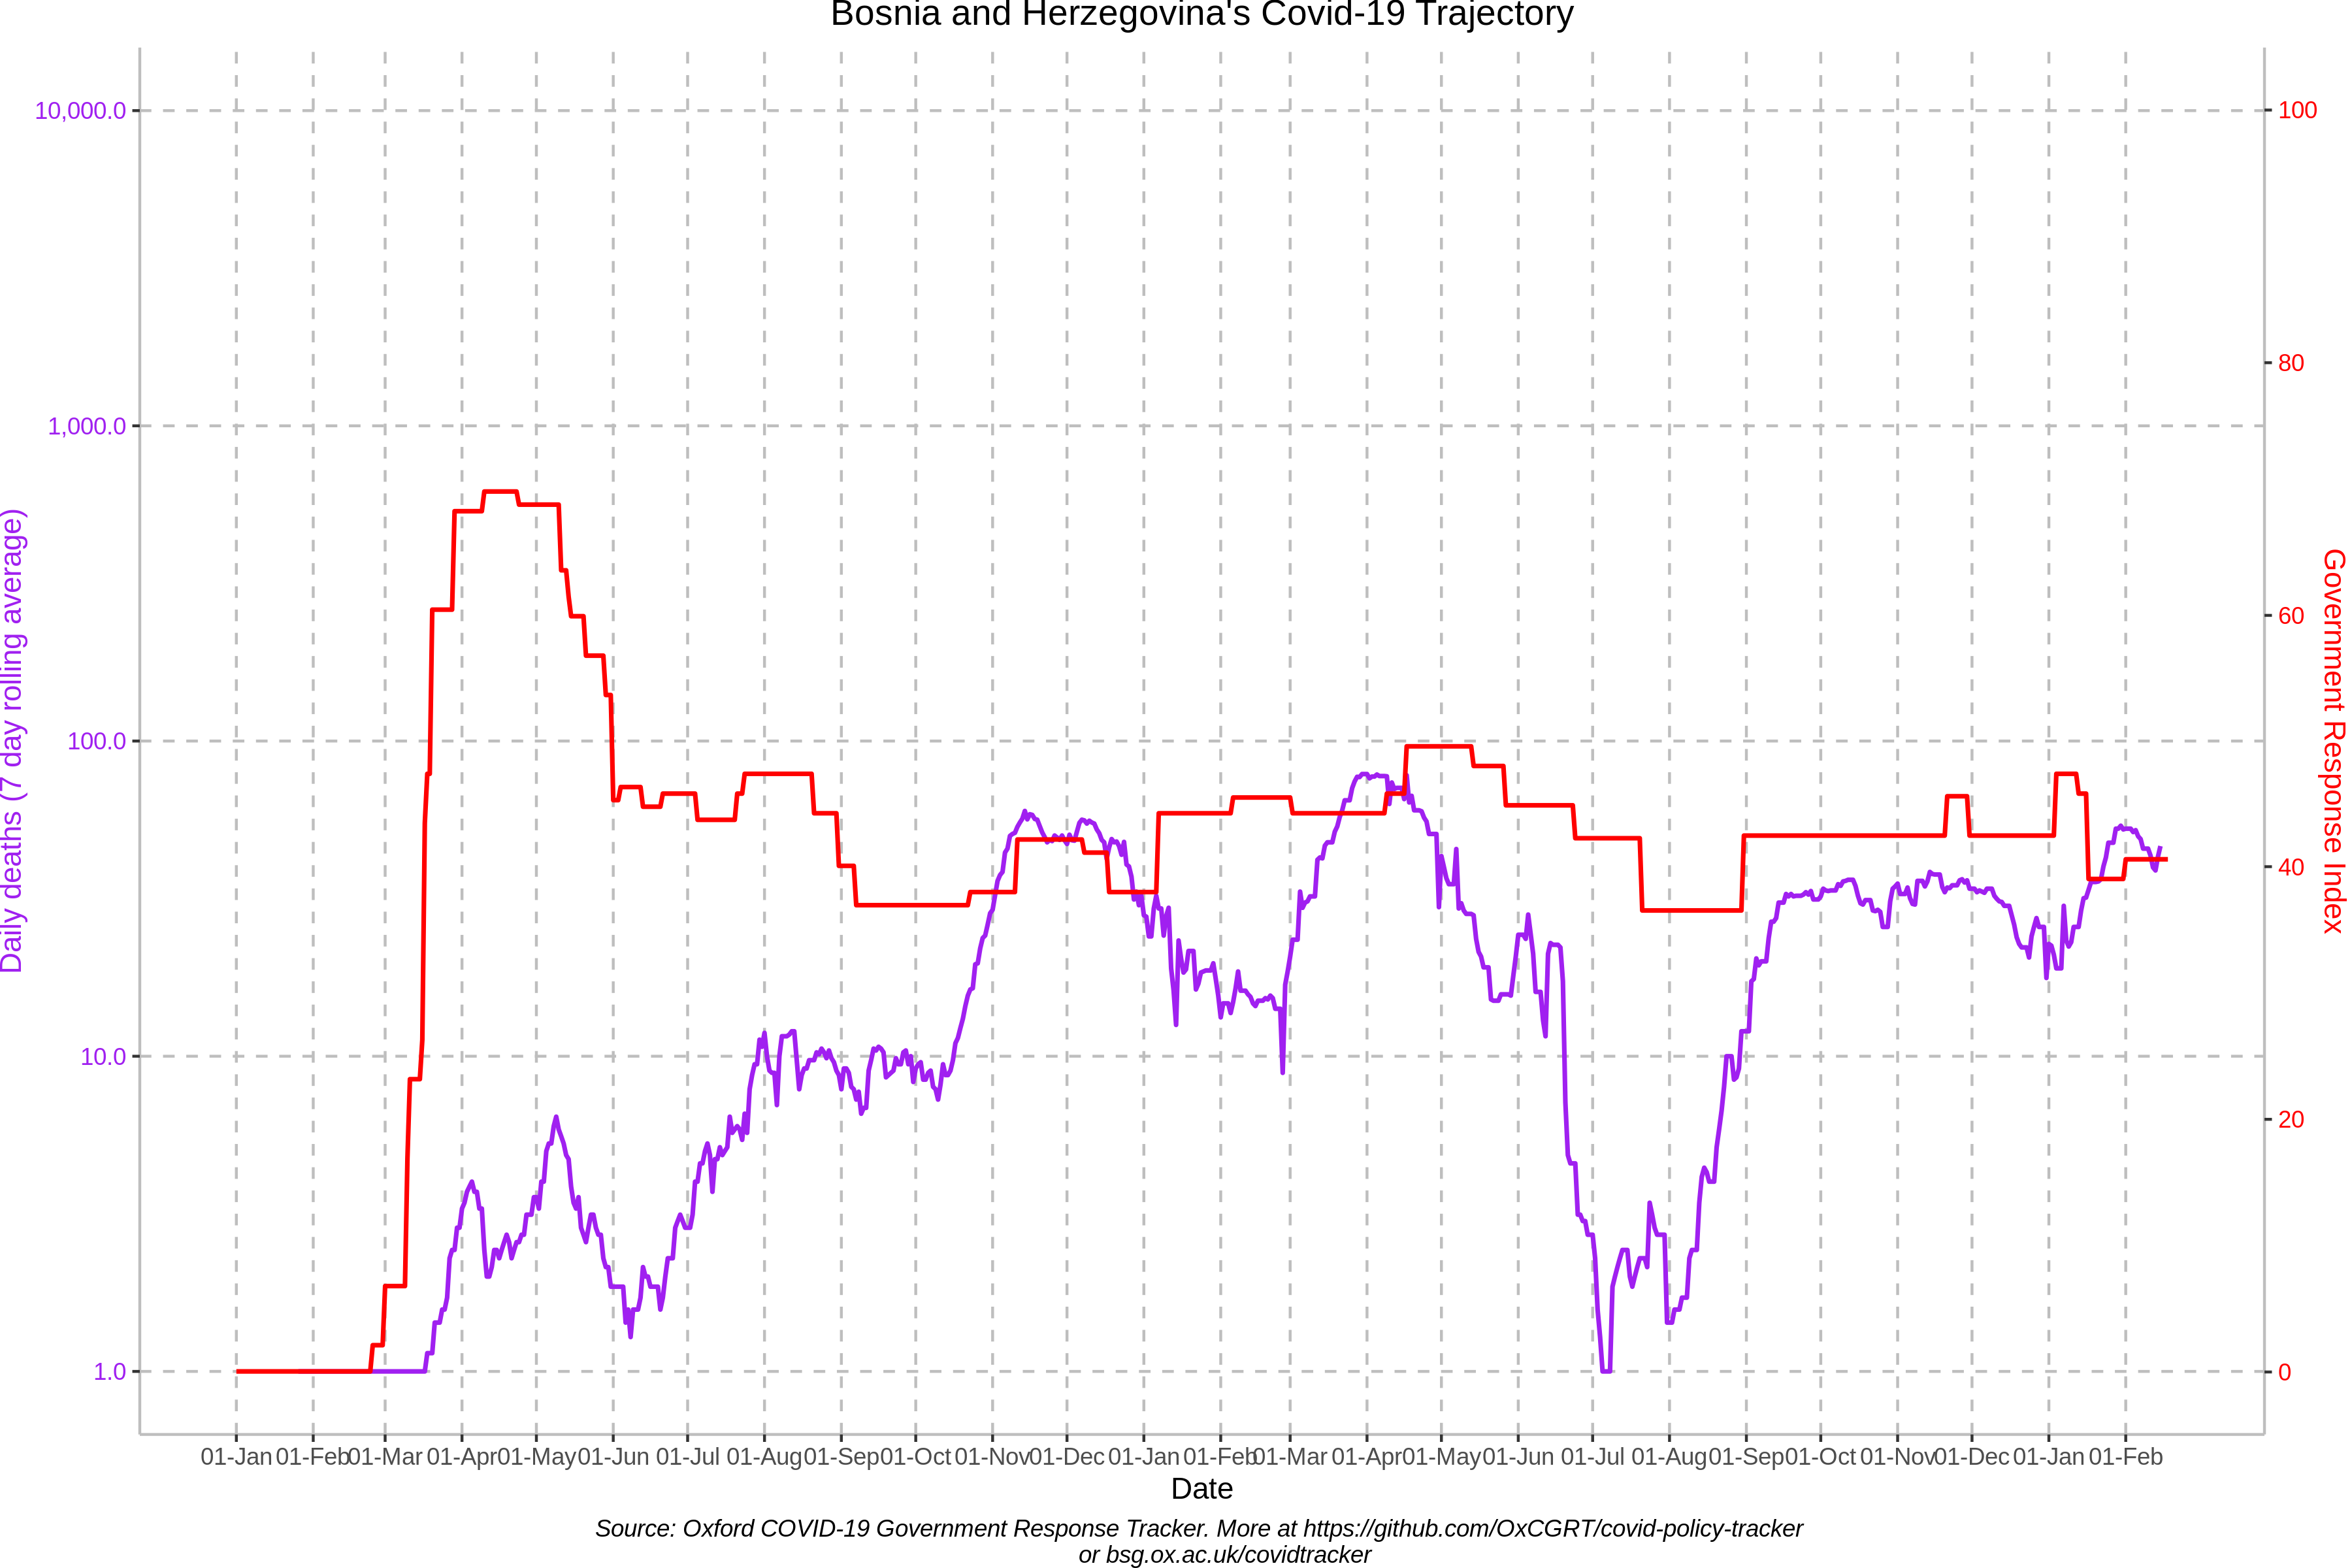 Bosnia and Herzegovina's Covid-19 Trajectory
Daily deaths (7 day rolling average)
10,000.0
1,000.0
100.0
10.0
1.0
100
80
60
40
20
0
Government Response Index
01-Jan 01-Feb 01-Mar 01-Apr 01-May 01-Jun 01-Jul 01-Aug 01-Sep 01-Oct 01-Nov 01-Dec 01-Jan 01-Feb 01-Mar 01-Apr 01-May 01-Jun 01-Jul 01-Aug 01-Sep 01-Oct 01-Nov 01-Dec 01-Jan 01-Feb
Date
Source: Oxford COVID-19 Government Response Tracker. More at https://github.com/OxCGRT/covid-policy-tracker
or bsg.ox.ac.uk/covidtracker